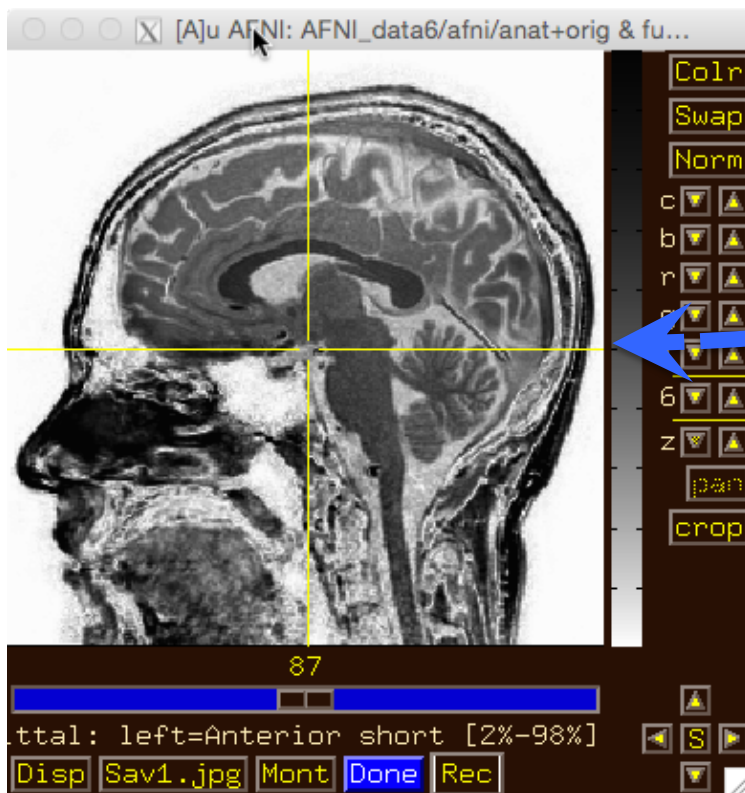 [A]u AFNI: AFNI_data6/afni/anat+orig & fu...
Colr
Swap
Norm
c
b
r
6
z
pan
crop
87
ttal: left=Anterior short [2%-98%]
S
Disp Sav1.jpg Mont Done Rec